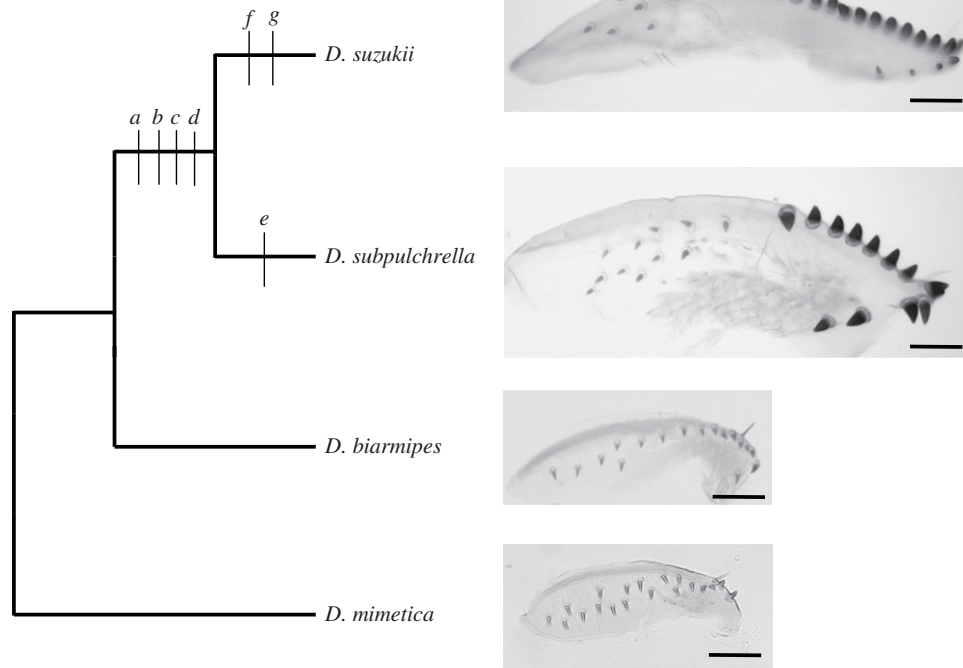 f g
D. suzukii
a b c d
e
D. subpulchrella
D. biarmipes
D. mimetica